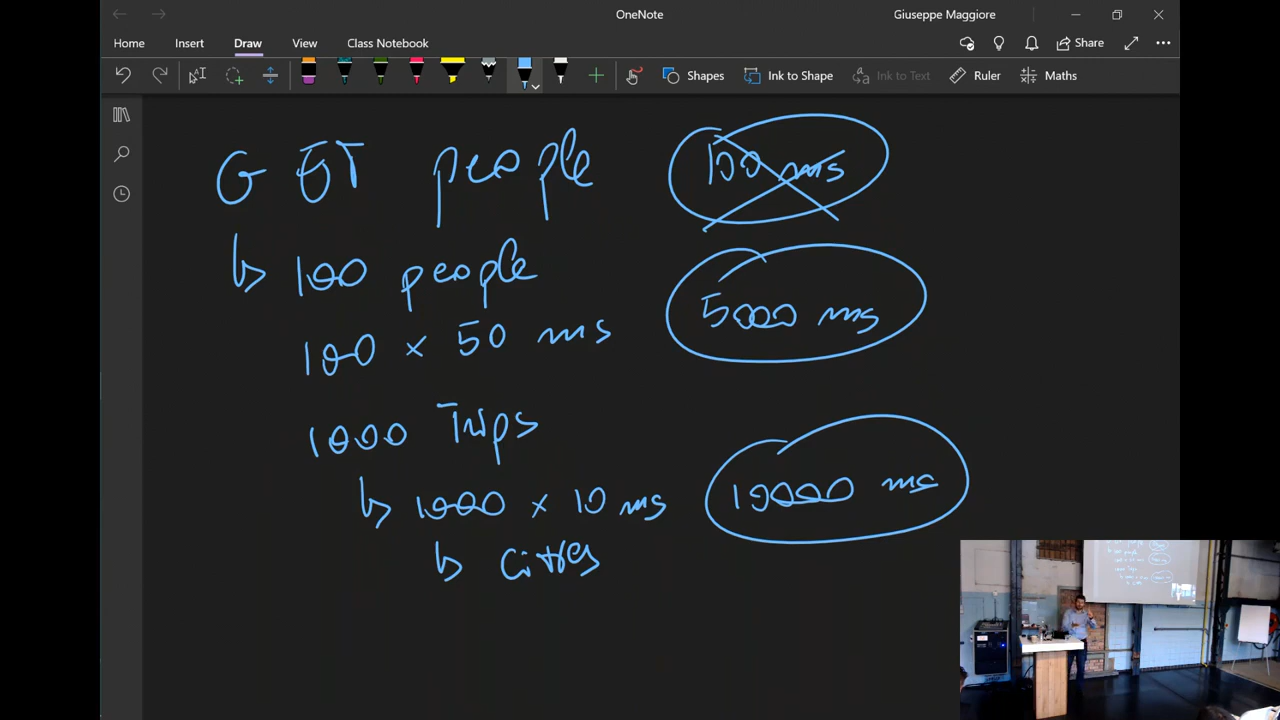 OneNote
Giuseppe Maggiore
Home Insert Draw View Class Notebook Share
Shapes Ink to Shape Ink to Text Ruler Maths
GET people 100 ms
↳ 100 people
5000 ms
100 × 50 ms
1000 Trips
↳ 1000 × 10 ms 10000 ms
↳ Cities